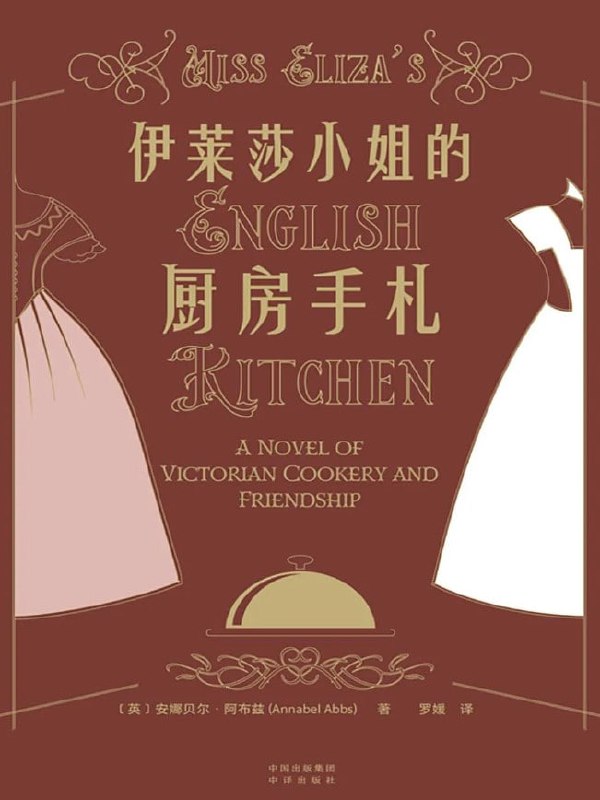 Miss Eliza's
伊莱莎小姐的
English
厨房手札
Kitchen
A Novel of
Victorian Cookery and
Friendship
〔英〕安娜贝尔·阿布兹 (Annabel Abbs) 著 罗媛 译
中国出版集团
中译出版社